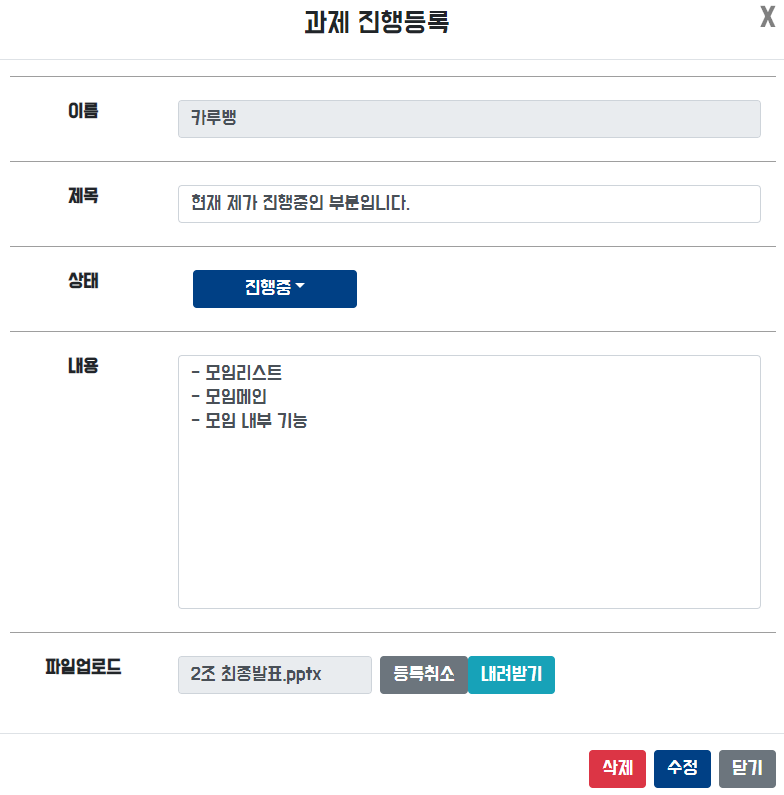 과제 진행등록
X
이름
카루뱅
제목
현재 제가 진행중인 부분입니다.
상태
진행중
내용
- 모임리스트
- 모임메인
- 모임 내부 기능
파일업로드
2조 최종발표.pptx
등록취소
내려받기
삭제
수정
닫기